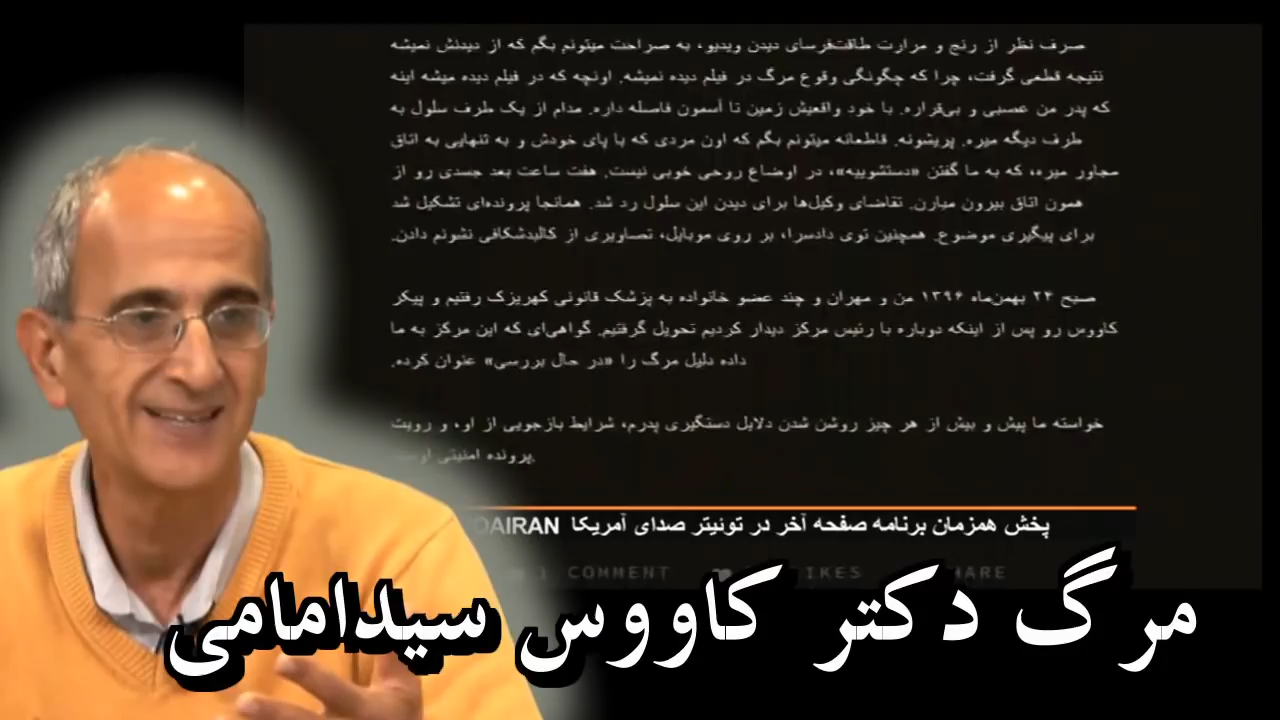 صرف نظر از رنج و مرارت طاقت‌فرسای دیدن ویدیو، به صراحت میتونم بگم که از دیدنش نمیشه
نتیجه قطعی گرفت، چرا که چگونگی وقوع مرگ در فیلم دیده نمیشه. اونچه که در فیلم دیده میشه اینه
که پدر من عصبی و بی‌قراره. با خود واقعیش زمین تا آسمون فاصله داره. مدام از یک طرف سلول به
طرف دیگه میره. پریشونه. قاطعانه میتونم بگم که اون مردی که با پای خودش و به تنهایی به اتاق
مجاور میره، که به ما گفتن «دستشوییه»، در اوضاع روحی خوبی نیست. هفت ساعت بعد جسدی رو از
همون اتاق بیرون میارن. تقاضای وکیل‌ها برای دیدن این سلول رد شد. همانجا پرونده‌ای تشکیل شد
برای پیگیری موضوع. همچنین توی دادسرا، بر روی موبایل، تصاویری از کالبدشکافی نشونم دادن.
صبح ۲۴ بهمن‌ماه ۱۳۹۶ من و مهران و چند عضو خانواده به پزشک قانونی کهریزک رفتیم و پیکر
کاووس رو پس از اینکه دوباره با رئیس مرکز دیدار کردیم تحویل گرفتیم. گواهی‌ای که این مرکز به ما
داده دلیل مرگ را «در حال بررسی» عنوان کرده.
خواسته ما پیش و بیش از هر چیز روشن شدن دلایل دستگیری پدرم، شرایط بازجویی از او، و رویت
پرونده امنیتی اوست.
پخش همزمان برنامه صفحه آخر در توئیتر صدای آمریکا OAIRAN
1 COMMENT IKES ARE
مرگ دکتر کاووس سیدامامی